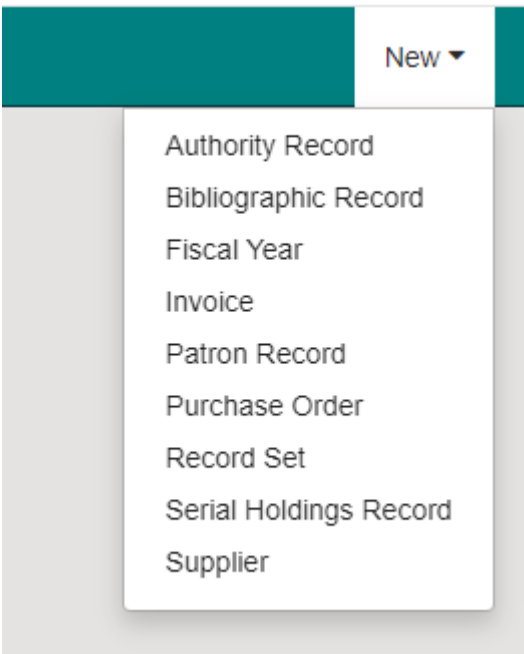 New
Authority Record
Bibliographic Record
Fiscal Year
Invoice
Patron Record
Purchase Order
Record Set
Serial Holdings Record
Supplier